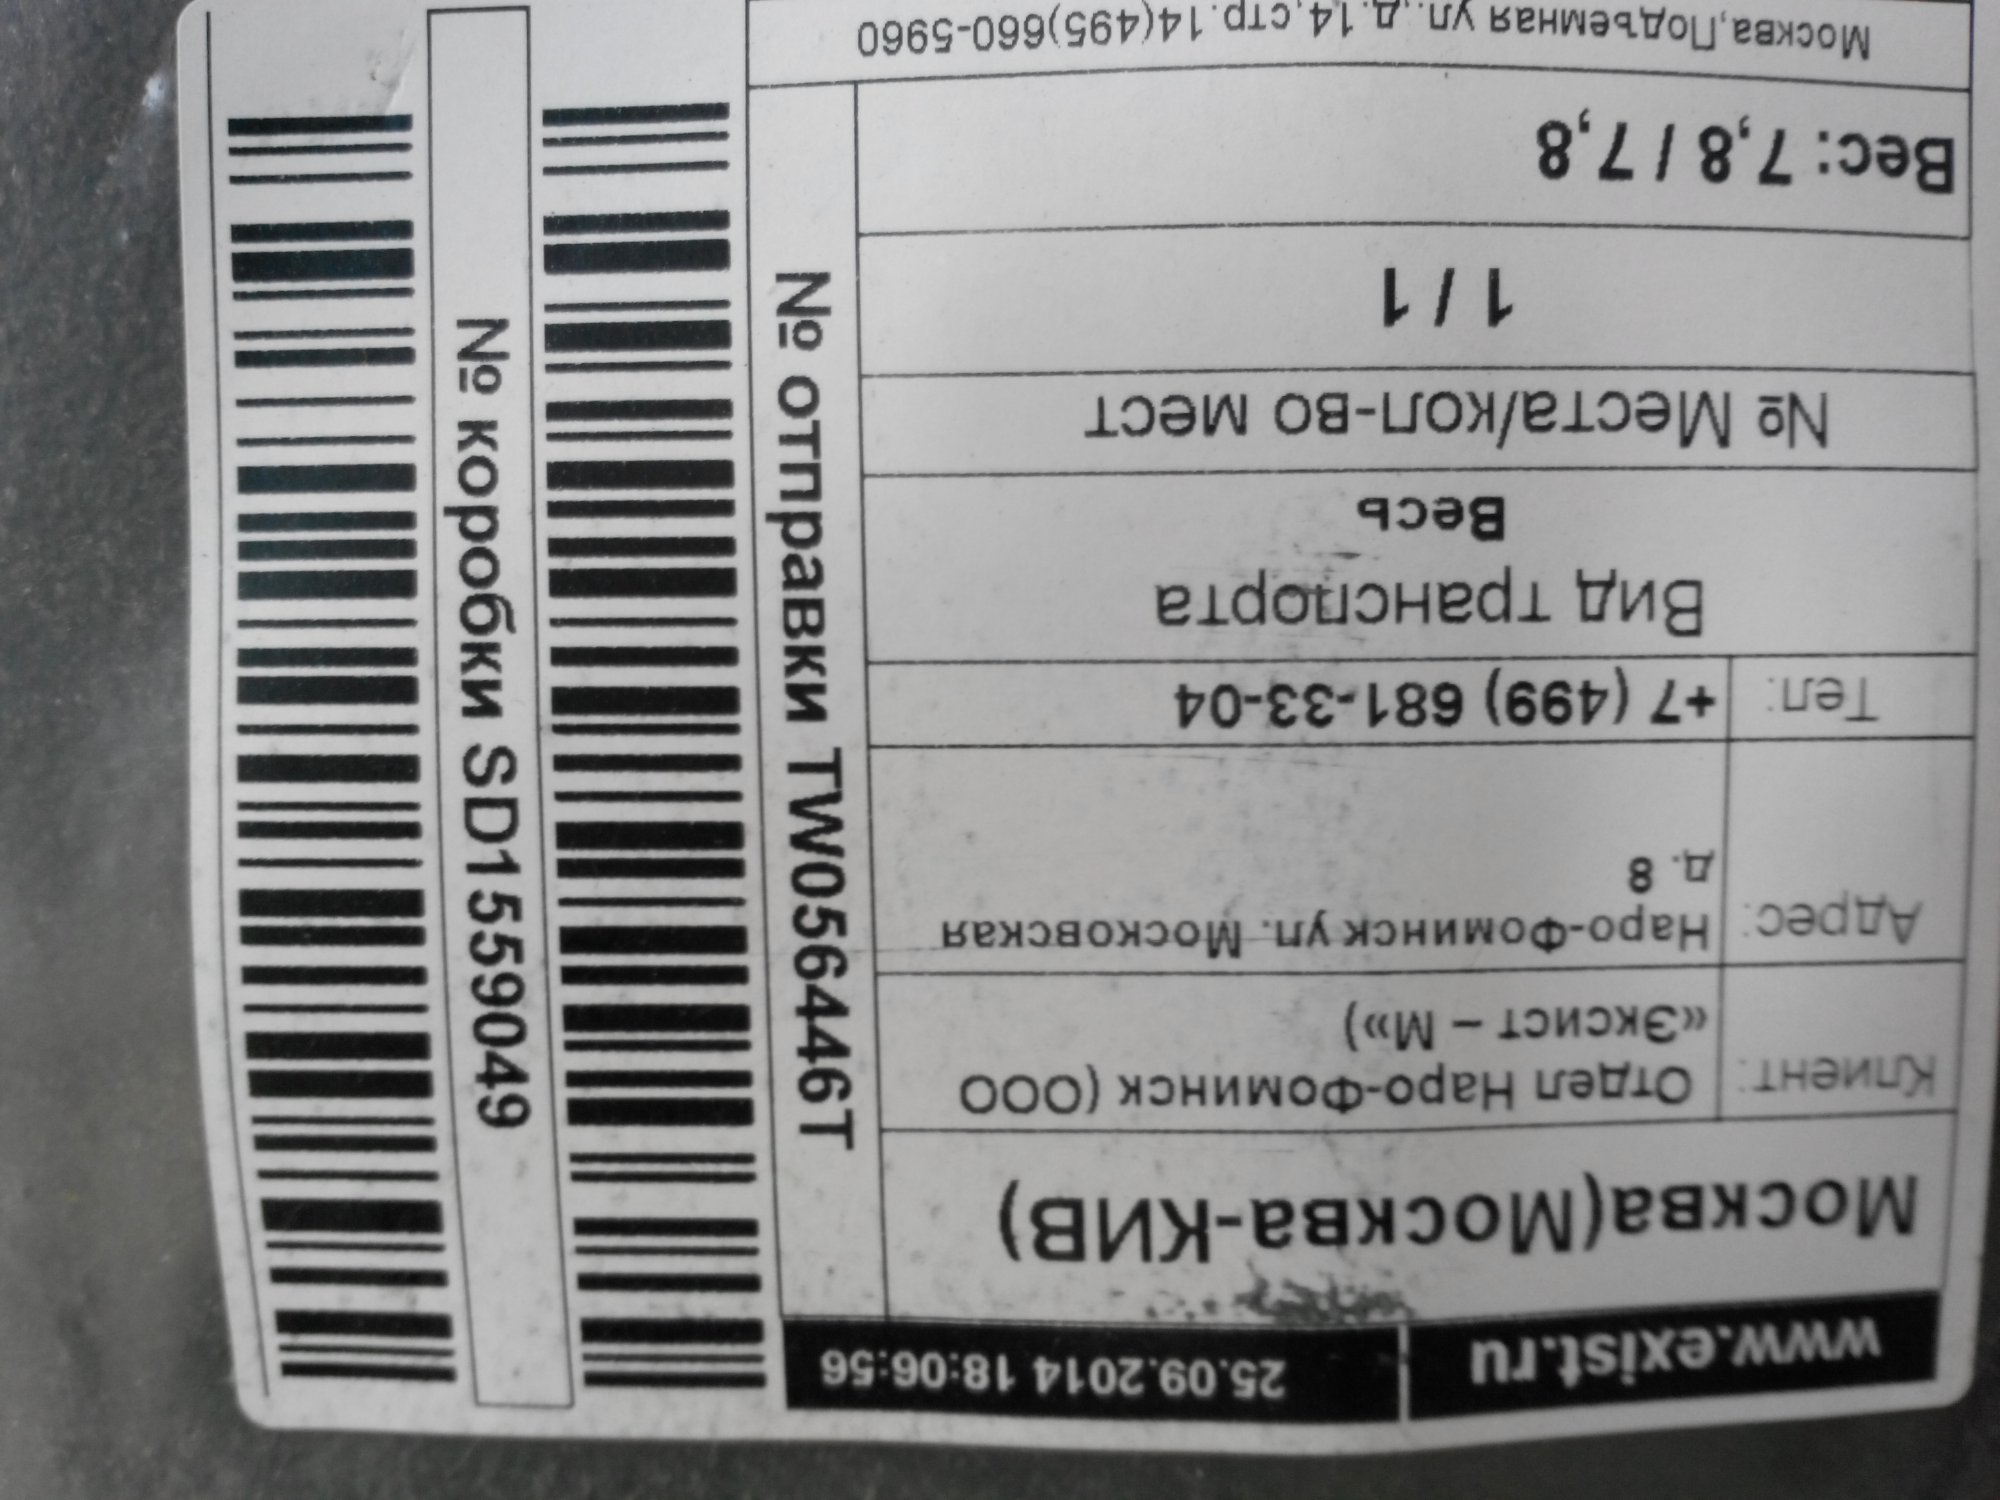 www.exist.ru
25.09.2014 18:06:56
Москва(Москва-КИВ)
Клиент:
Отдел Наро-Фоминск (ООО
«Эксист – М»)
Адрес:
Наро-Фоминск ул. Московская
д. 8
Тел:
+7 (499) 681-33-04
Вид транспорта
Весь
№ Места/кол-во мест
1 / 1
Вес: 7,8 / 7,8
Москва,Подъемная ул.,д.14,стр.14(495)660-5960
№ отправки TW056446T
№ коробки SD1559049